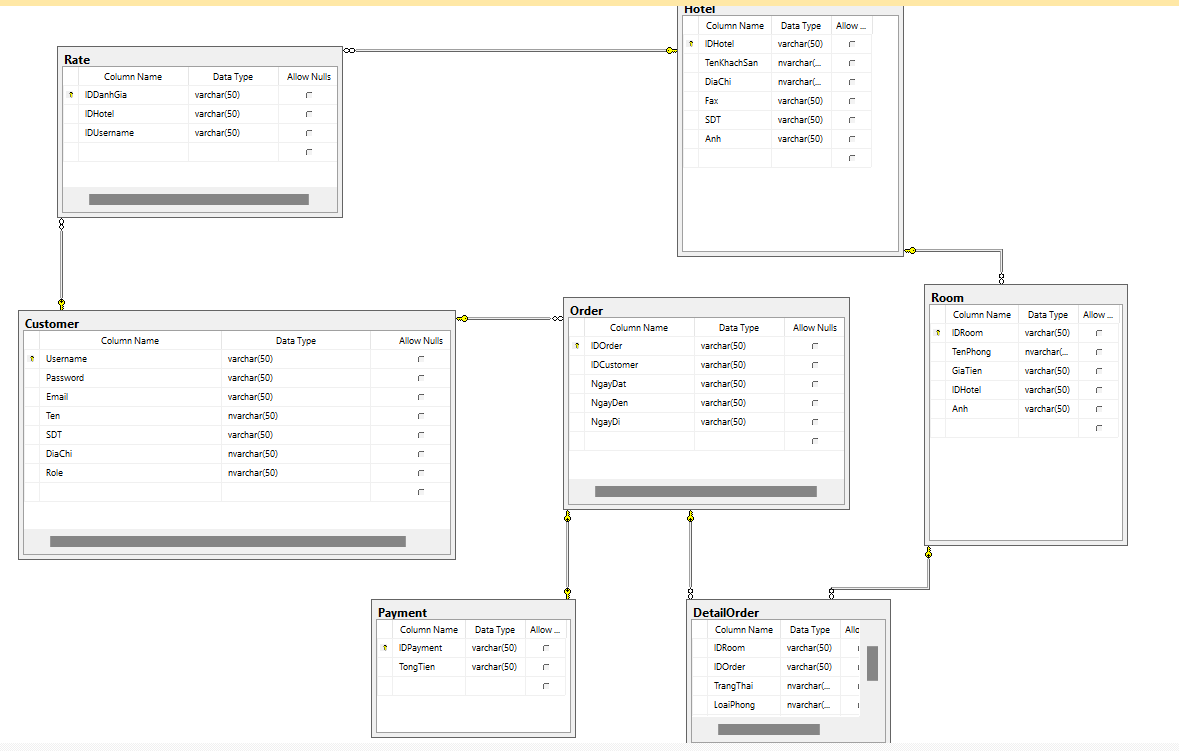 Hotel
Column Name Data Type Allow ...
IDHotel varchar(50)
TenKhachSan nvarchar(...
DiaChi nvarchar(...
Fax varchar(50)
SDT varchar(50)
Anh varchar(50)
Rate
Column Name Data Type Allow Nulls
IDDanhGia varchar(50)
IDHotel varchar(50)
IDUsername varchar(50)
Customer
Column Name Data Type Allow Nulls
Username varchar(50)
Password varchar(50)
Email varchar(50)
Ten nvarchar(50)
SDT varchar(50)
DiaChi nvarchar(50)
Role nvarchar(50)
Order
Column Name Data Type Allow Nulls
IDOrder varchar(50)
IDCustomer varchar(50)
NgayDat varchar(50)
NgayDen varchar(50)
NgayDi varchar(50)
Room
Column Name Data Type Allow ...
IDRoom varchar(50)
TenPhong nvarchar(...
GiaTien varchar(50)
IDHotel varchar(50)
Anh varchar(50)
Payment
Column Name Data Type Allow ...
IDPayment varchar(50)
TongTien varchar(50)
DetailOrder
Column Name Data Type Allc
IDRoom varchar(50)
IDOrder varchar(50)
TrangThai nvarchar(...
LoaiPhong nvarchar(...